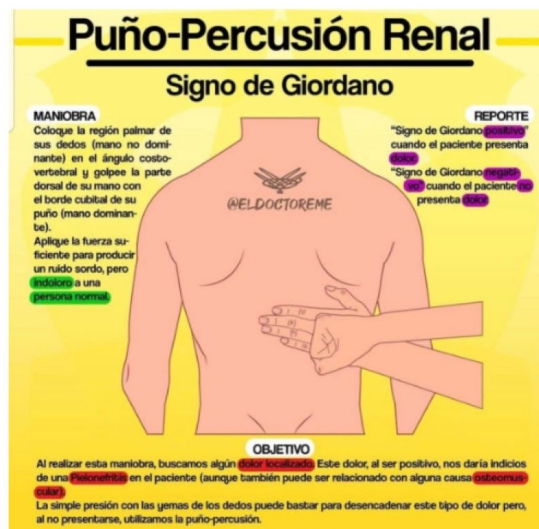 Puño-Percusión Renal
Signo de Giordano
MANIOBRA
Coloque la región palmar de
sus dedos (mano no domi-
nante) en el ángulo costo-
vertebral y golpee la parte
dorsal de su mano con
el borde cubital de su
puño (mano dominan-
te).
Aplique la fuerza su-
ficiente para producir
un ruido sordo, pero
indoloro a una
persona normal.
REPORTE
"Signo de Giordano positivo"
cuando el paciente presenta
dolor.
"Signo de Giordano negati-
vo" cuando el paciente no
presenta dolor
@ELDOCTOREME
OBJETIVO
Al realizar esta maniobra, buscamos algún dolor localizado. Este dolor, al ser positivo, nos daría indicios
de una Pielonefritis en el paciente (aunque también puede ser relacionado con alguna causa osteomus-
cular).
La simple presión con las yemas de los dedos puede bastar para desencadenar este tipo de dolor pero,
al no presentarse, utilizamos la puño-percusión.